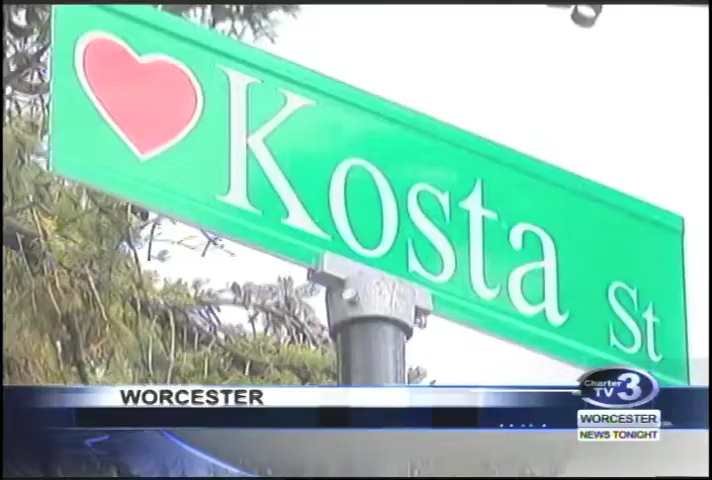 Kosta St
WORCESTER
Charter
TV 3
WORCESTER
NEWS TONIGHT